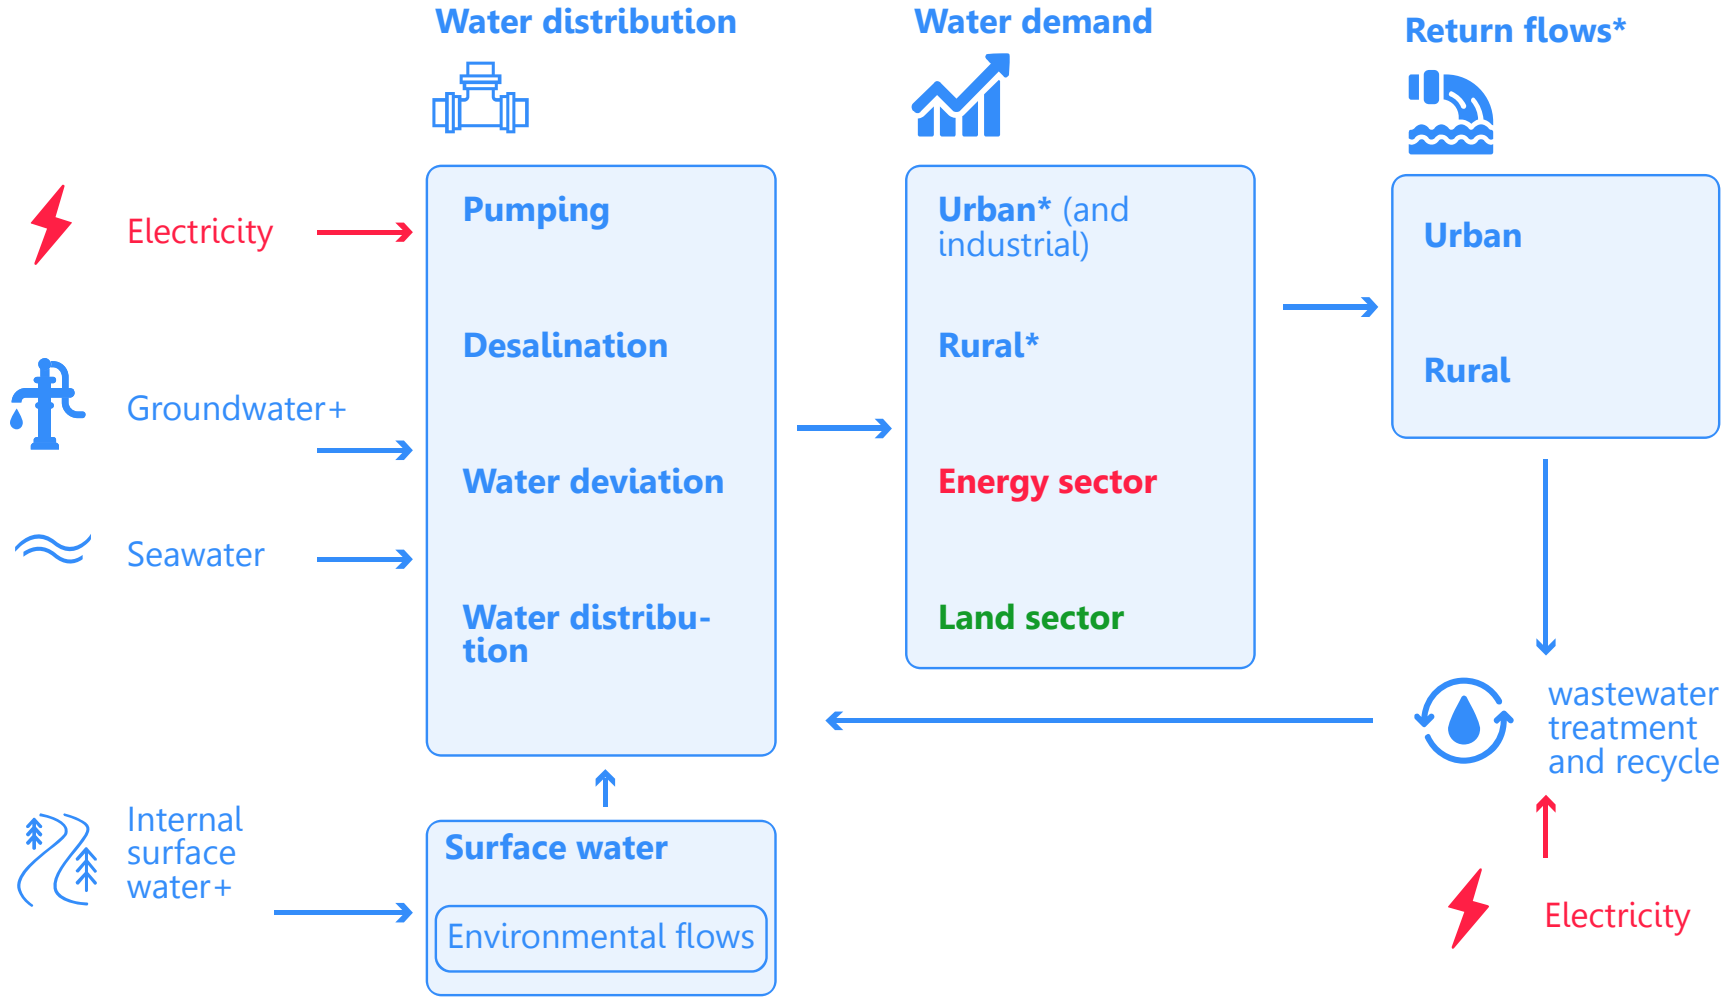 Water distribution
Water demand
Return flows*
Electricity
Groundwater+
Seawater
Internal
surface
water+
Pumping
Desalination
Water deviation
Water distribu-
tion
Surface water
Environmental flows
Urban* (and
industrial)
Rural*
Energy sector
Land sector
Urban
Rural
wastewater
treatment
and recycle
Electricity